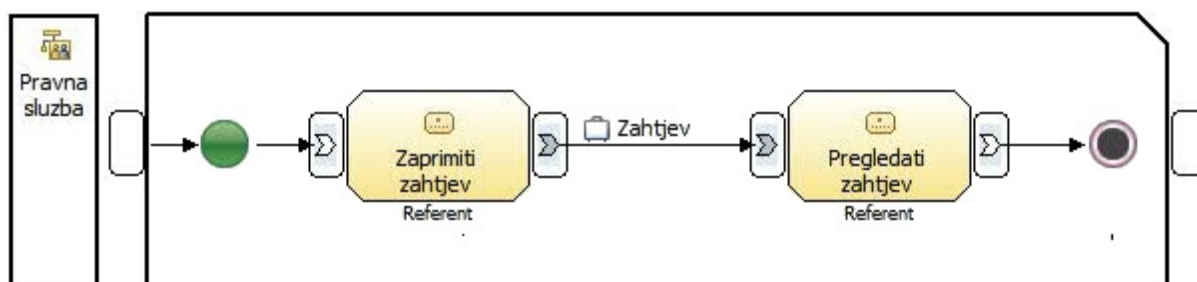 Pravna
sluzba
Zaprimiti
zahtjev
Referent
Zahtjev
Pregledati
zahtjev
Referent